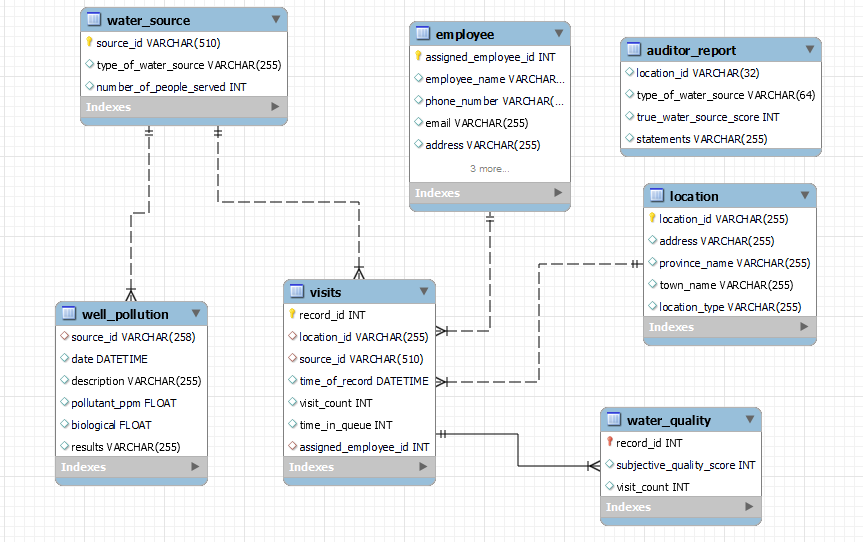 water_source
source_id VARCHAR(510)
type_of_water_source VARCHAR(255)
number_of_people_served INT
Indexes
employee
assigned_employee_id INT
employee_name VARCHAR...
phone_number VARCHAR(...
email VARCHAR(255)
address VARCHAR(255)
3 more...
Indexes
auditor_report
location_id VARCHAR(32)
type_of_water_source VARCHAR(64)
true_water_source_score INT
statements VARCHAR(255)
location
location_id VARCHAR(255)
address VARCHAR(255)
province_name VARCHAR(255)
town_name VARCHAR(255)
location_type VARCHAR(255)
Indexes
well_pollution
source_id VARCHAR(258)
date DATETIME
description VARCHAR(255)
pollutant_ppm FLOAT
biological FLOAT
results VARCHAR(255)
Indexes
visits
record_id INT
location_id VARCHAR(255)
source_id VARCHAR(510)
time_of_record DATETIME
visit_count INT
time_in_queue INT
assigned_employee_id INT
Indexes
water_quality
record_id INT
subjective_quality_score INT
visit_count INT
Indexes